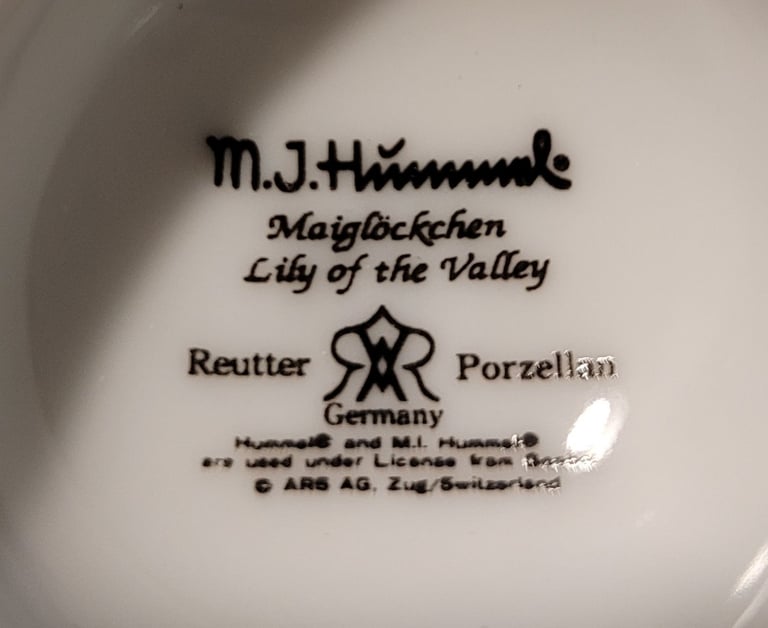 M.J. Hummel
Maiglöckchen
Lily of the Valley
Reutter Porzellan
Germany
Hummel® and M.I. Hummel®
are used under License from
© ARS AG, Zug/Switzerland